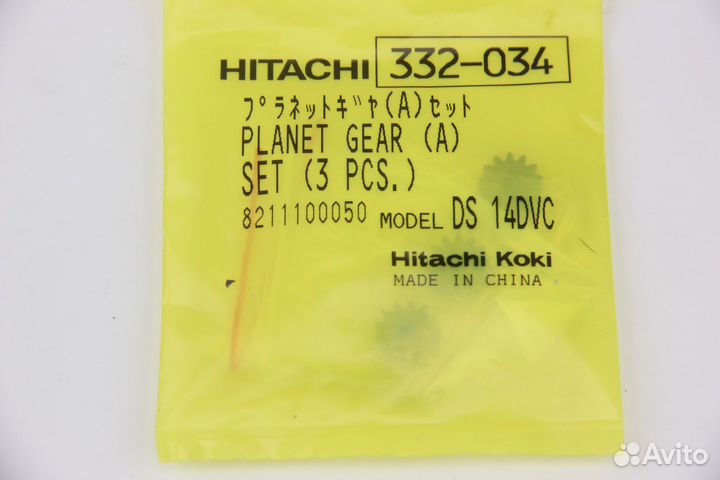 HITACHI 332-034
プラネットギヤ(A)セット
PLANET GEAR (A)
SET (3 PCS.)
8211100050 MODEL DS 14DVC
Hitachi Koki
MADE IN CHINA
Avito